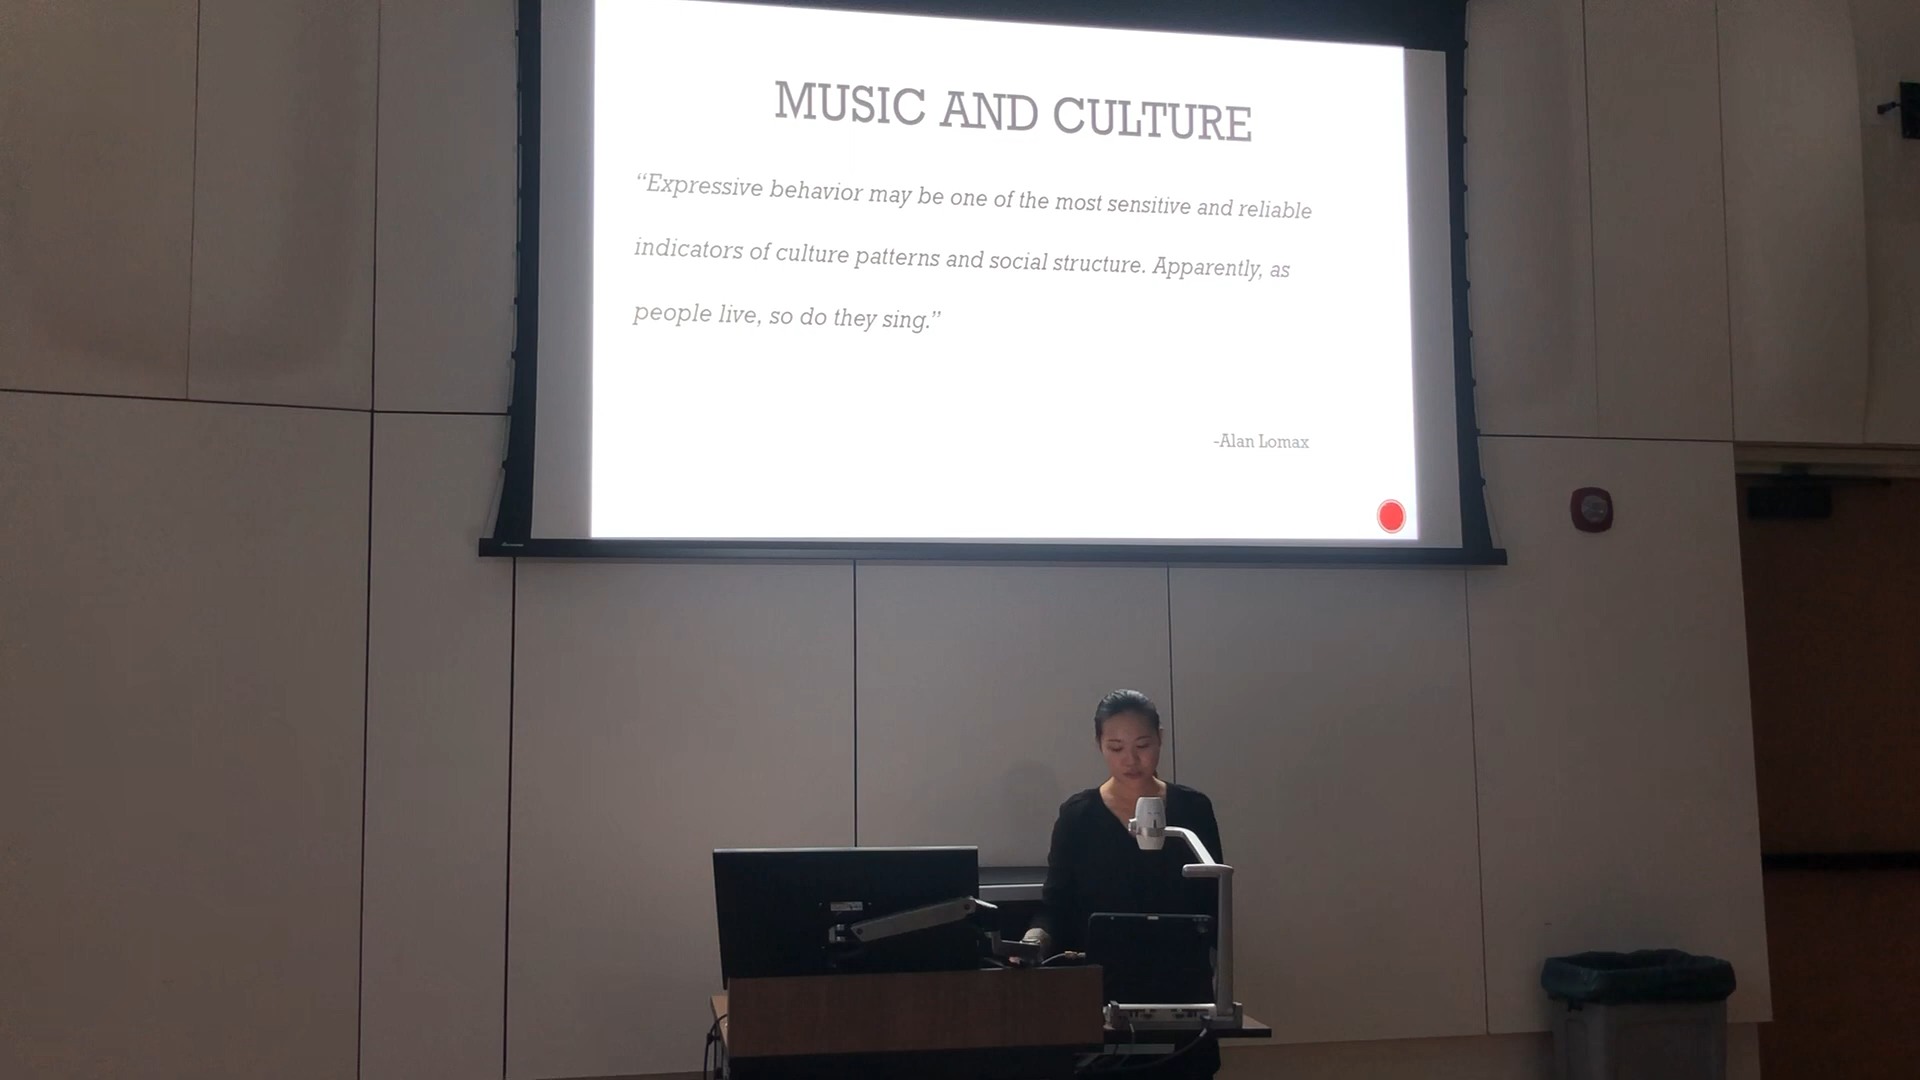 MUSIC AND CULTURE
“Expressive behavior may be one of the most sensitive and reliable
indicators of culture patterns and social structure. Apparently, as
people live, so do they sing.”
-Alan Lomax